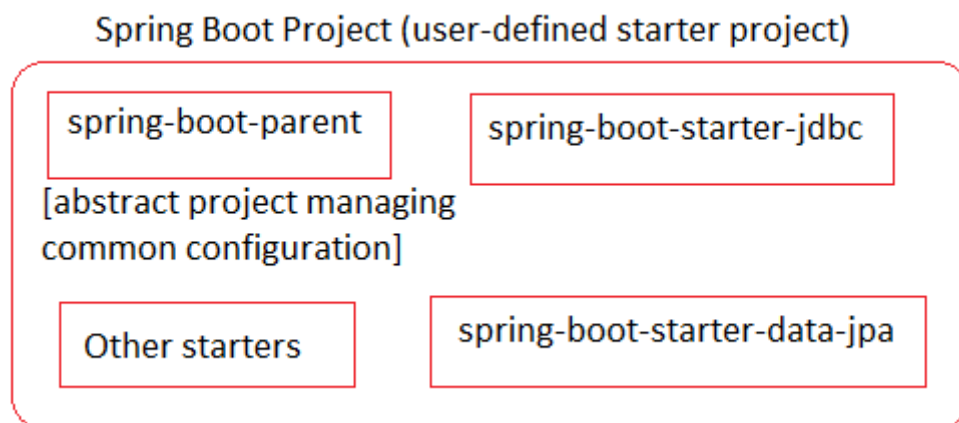 Spring Boot Project (user-defined starter project)
spring-boot-parent
spring-boot-starter-jdbc
[abstract project managing
common configuration]
Other starters
spring-boot-starter-data-jpa